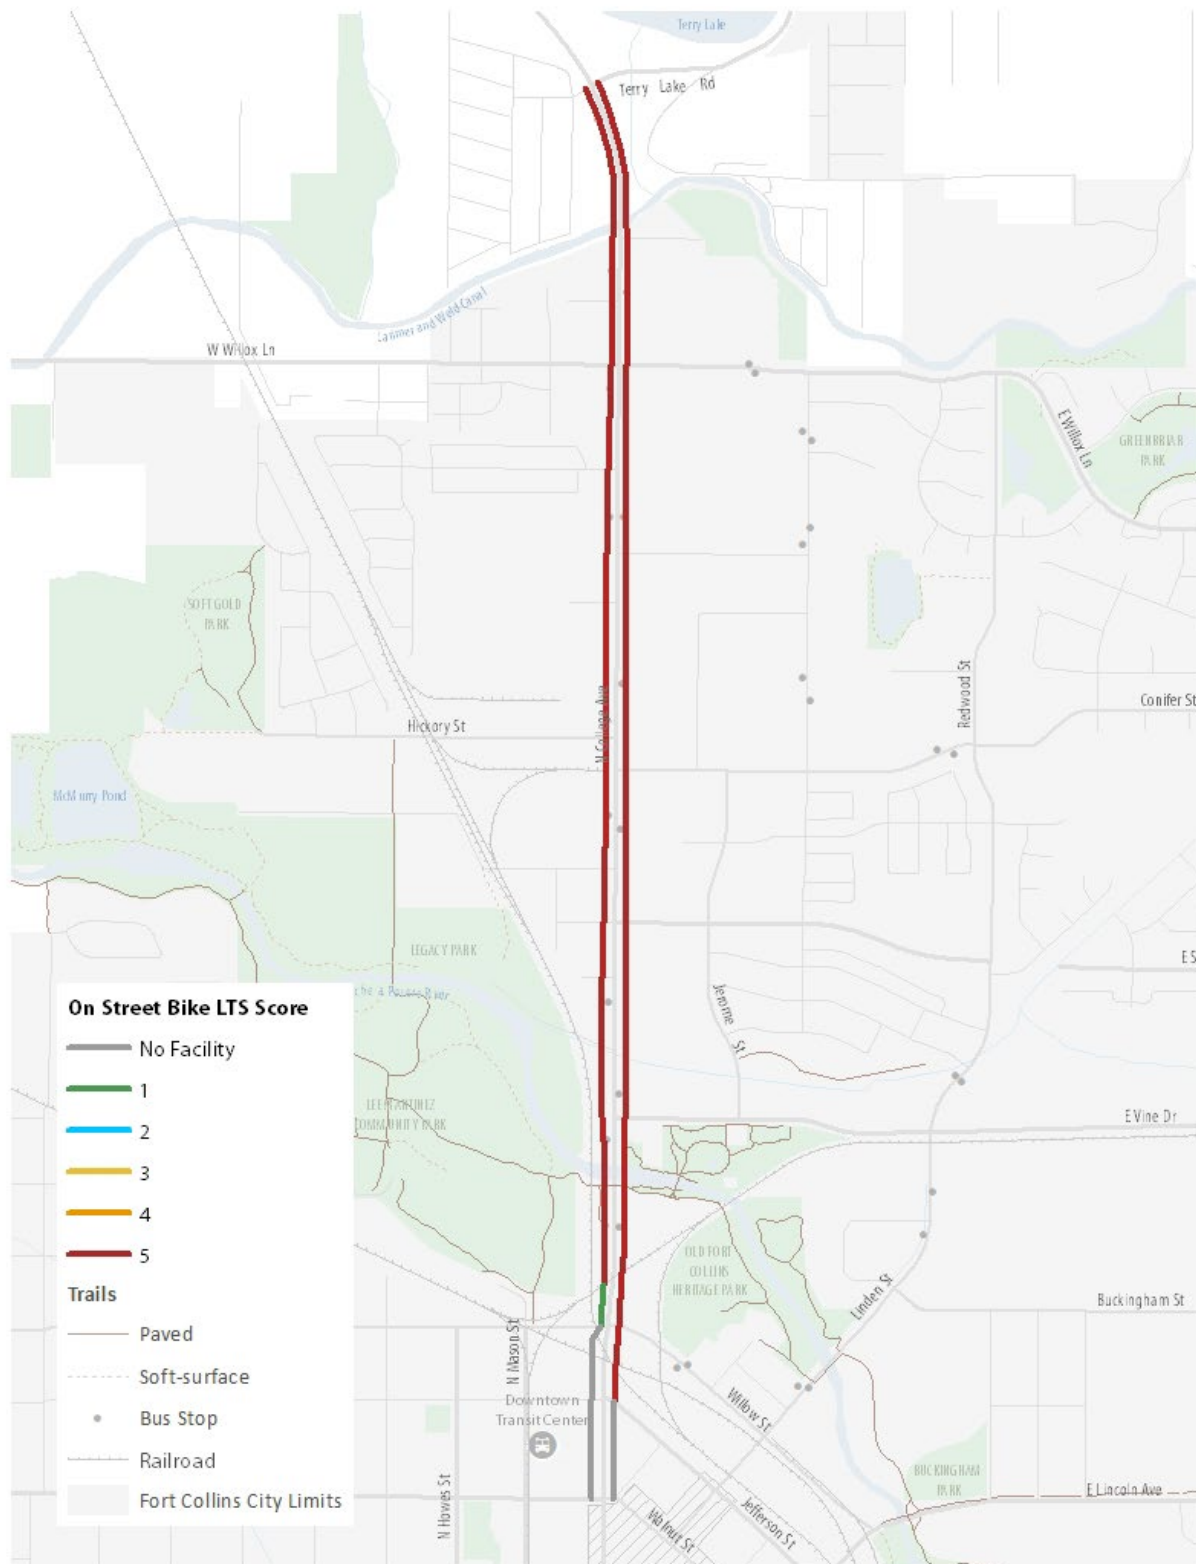 Terry Lake
Terry Lake Rd
Larimer and Weld Canal
W Willox Ln
E Willox Ln
GREENBRIAR
PARK
SOFT GOLD
PARK
N College Ave
Redwood St
Conifer St
Hickory St
McMurry Pond
LEGACY PARK
E S
Jerome St
On Street Bike LTS Score
No Facility
1
2
3
4
5
Trails
Paved
Soft-surface
Bus Stop
Railroad
Fort Collins City Limits
LEE MARTINEZ
COMMUNITY PARK
E Vine Dr
OLD FORT
COLLINS
HERITAGE PARK
Linden St
Buckingham St
N Mason St
Downtown
Transit Center
Willow St
BUCKINGHAM
PARK
E Lincoln Ave
N Howes St
Walnut St
Jefferson St